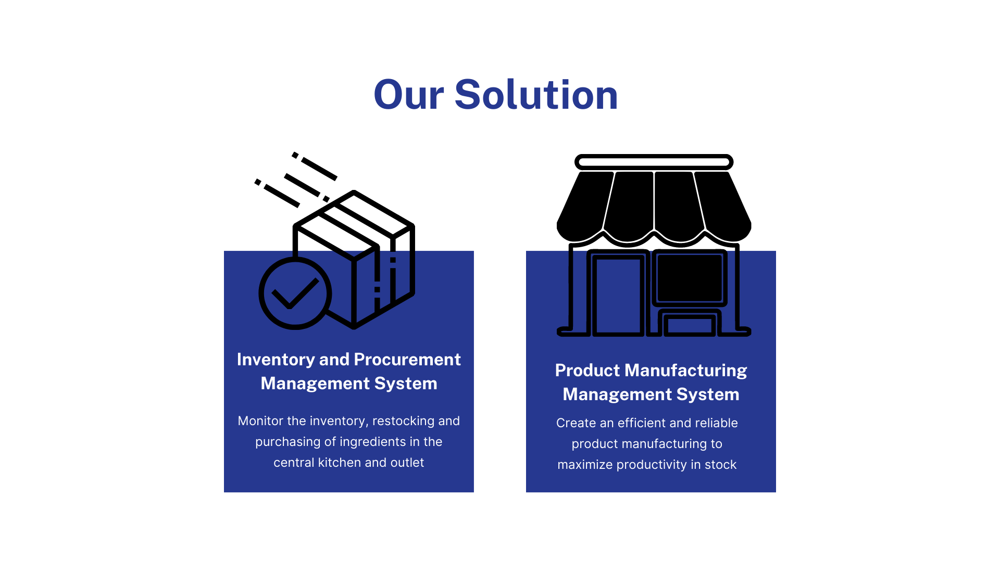 Our Solution
Inventory and Procurement
Management System
Monitor the inventory, restocking and
purchasing of ingredients in the
central kitchen and outlet
Product Manufacturing
Management System
Create an efficient and reliable
product manufacturing to
maximize productivity in stock